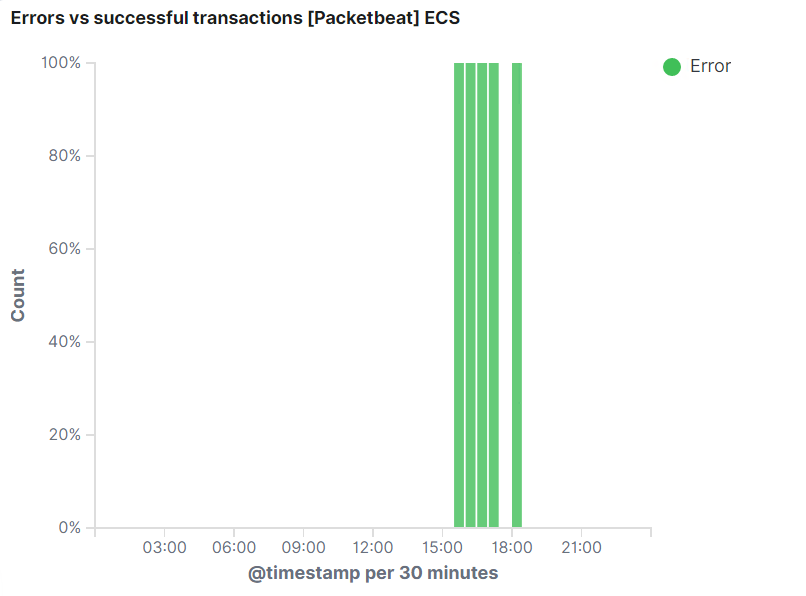 Errors vs successful transactions [Packetbeat] ECS
Error
100%
80%
60%
40%
20%
0%
Count
03:00 06:00 09:00 12:00 15:00 18:00 21:00
@timestamp per 30 minutes